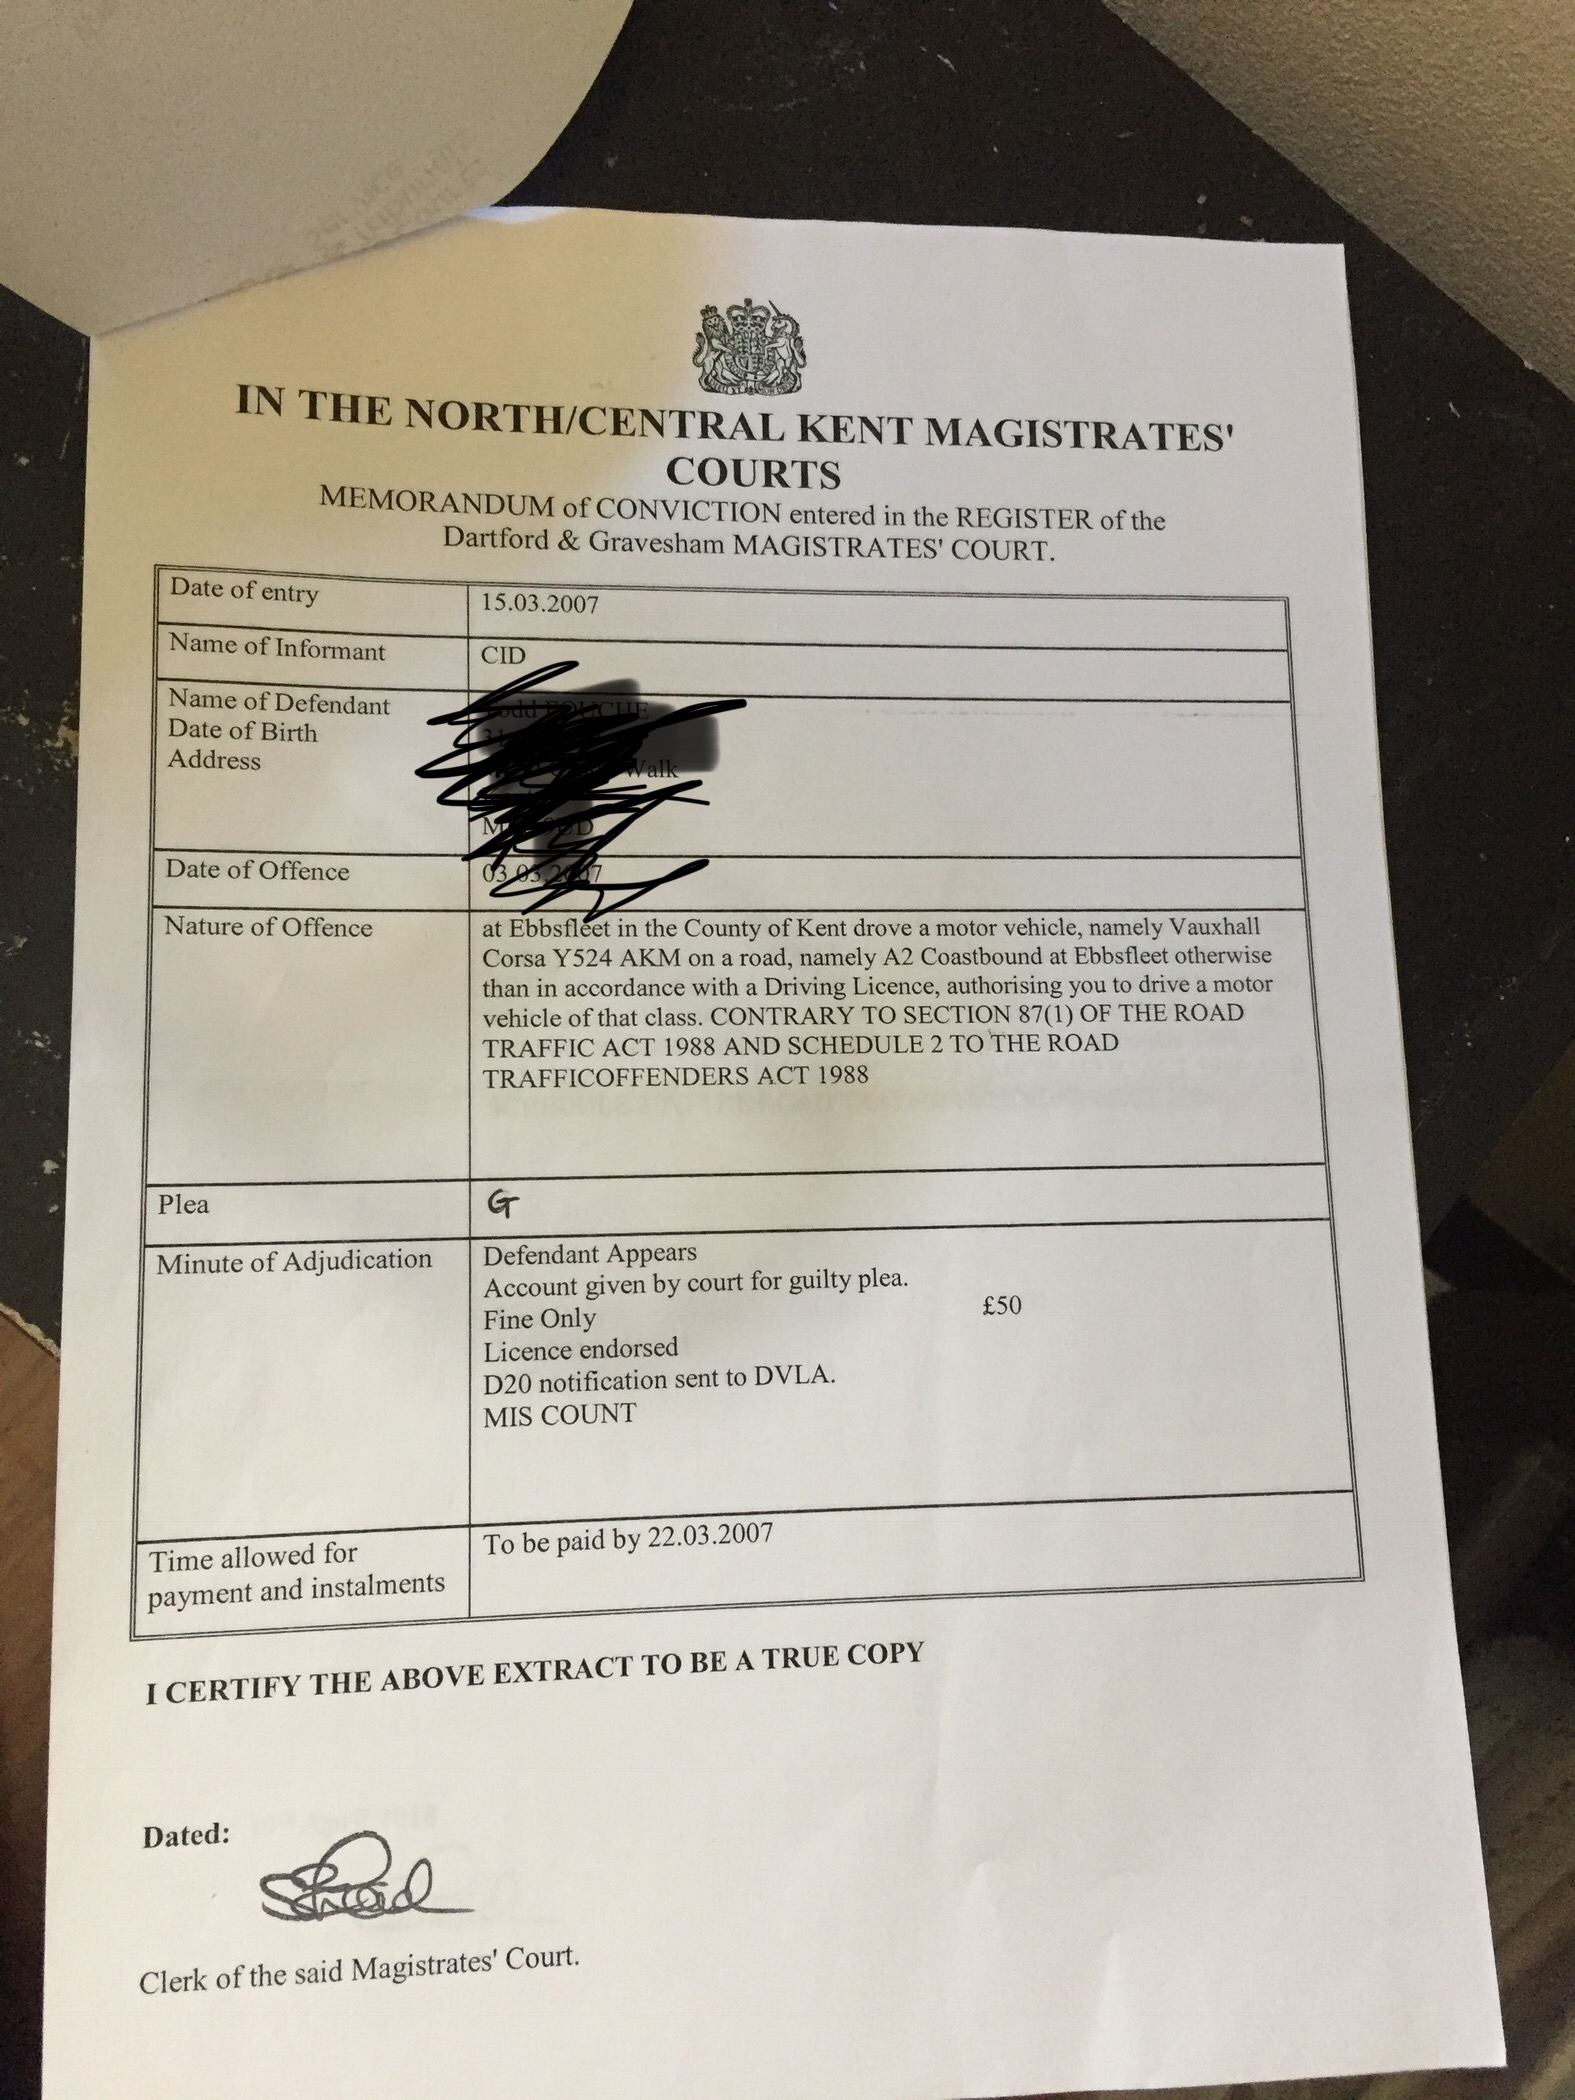 IN THE NORTH/CENTRAL KENT MAGISTRATES'
COURTS
MEMORANDUM of CONVICTION entered in the REGISTER of the
Dartford & Gravesham MAGISTRATES' COURT.
Date of entry
15.03.2007
Name of Informant
CID
Name of Defendant
Date of Birth
Address
Walk
Date of Offence
Nature of Offence
at Ebbsfleet in the County of Kent drove a motor vehicle, namely Vauxhall
Corsa Y524 AKM on a road, namely A2 Coastbound at Ebbsfleet otherwise
than in accordance with a Driving Licence, authorising you to drive a motor
vehicle of that class. CONTRARY TO SECTION 87(1) OF THE ROAD
TRAFFIC ACT 1988 AND SCHEDULE 2 TO THE ROAD
TRAFFICOFFENDERS ACT 1988
Plea
G
Minute of Adjudication
Defendant Appears
Account given by court for guilty plea.
Fine Only £50
Licence endorsed
D20 notification sent to DVLA.
MIS COUNT
Time allowed for
payment and instalments
To be paid by 22.03.2007
I CERTIFY THE ABOVE EXTRACT TO BE A TRUE COPY
Dated:
Clerk of the said Magistrates' Court.